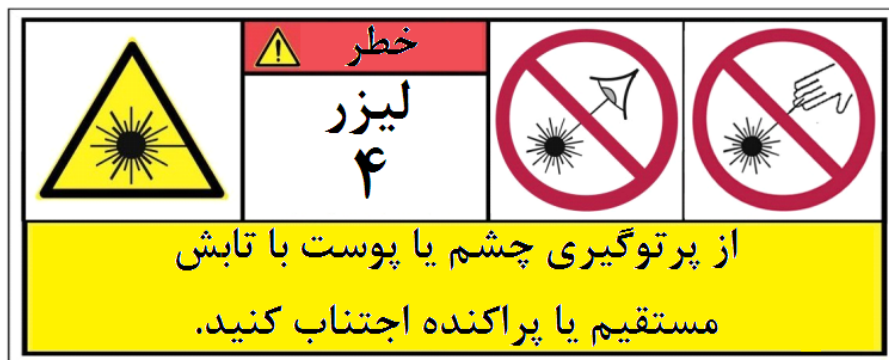 خطر
لیزر
۴
از پرتوگیری چشم یا پوست با تابش
مستقیم یا پراکنده اجتناب کنید.